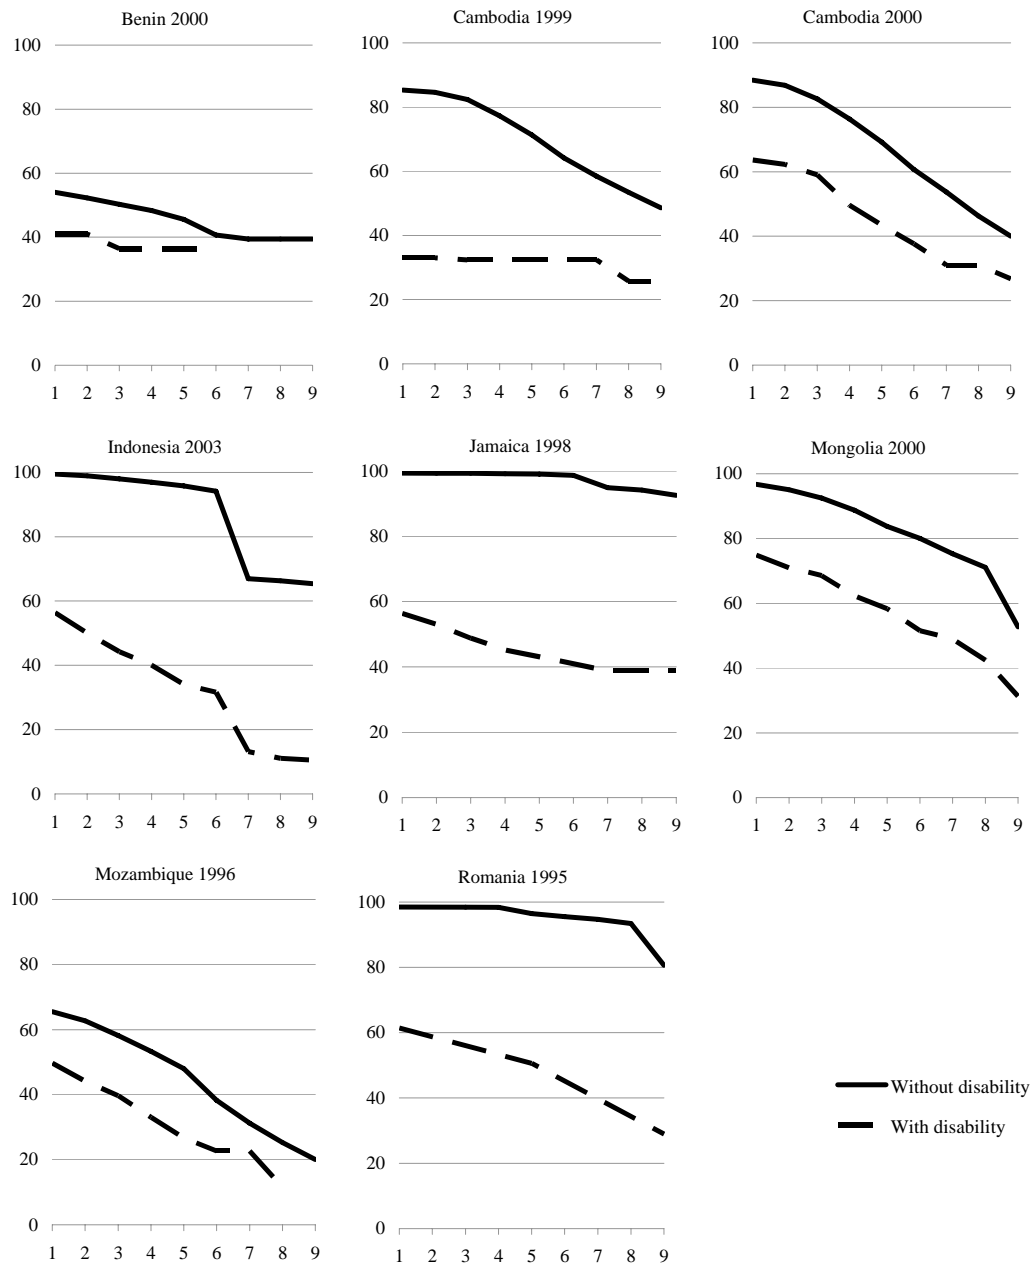 Benin 2000
100
80
60
40
20
0
1 2 3 4 5 6 7 8 9
Cambodia 1999
100
80
60
40
20
0
1 2 3 4 5 6 7 8 9
Cambodia 2000
100
80
60
40
20
0
1 2 3 4 5 6 7 8 9
Indonesia 2003
100
80
60
40
20
0
1 2 3 4 5 6 7 8 9
Jamaica 1998
100
80
60
40
20
0
1 2 3 4 5 6 7 8 9
Mongolia 2000
100
80
60
40
20
0
1 2 3 4 5 6 7 8 9
Mozambique 1996
100
80
60
40
20
0
1 2 3 4 5 6 7 8 9
Romania 1995
100
80
60
40
20
0
1 2 3 4 5 6 7 8 9
Without disability
With disability